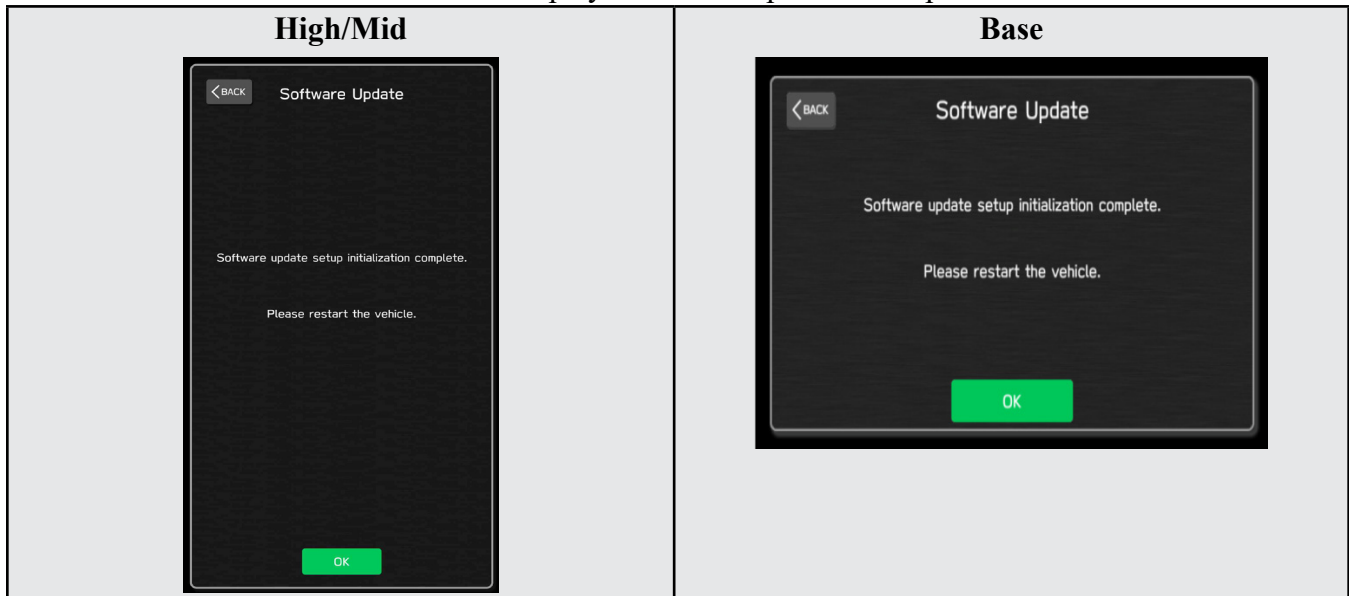 High/Mid
Base
< BACK
Software Update
Software update setup initialization complete.
Please restart the vehicle.
OK
< BACK
Software Update
Software update setup initialization complete.
Please restart the vehicle.
OK